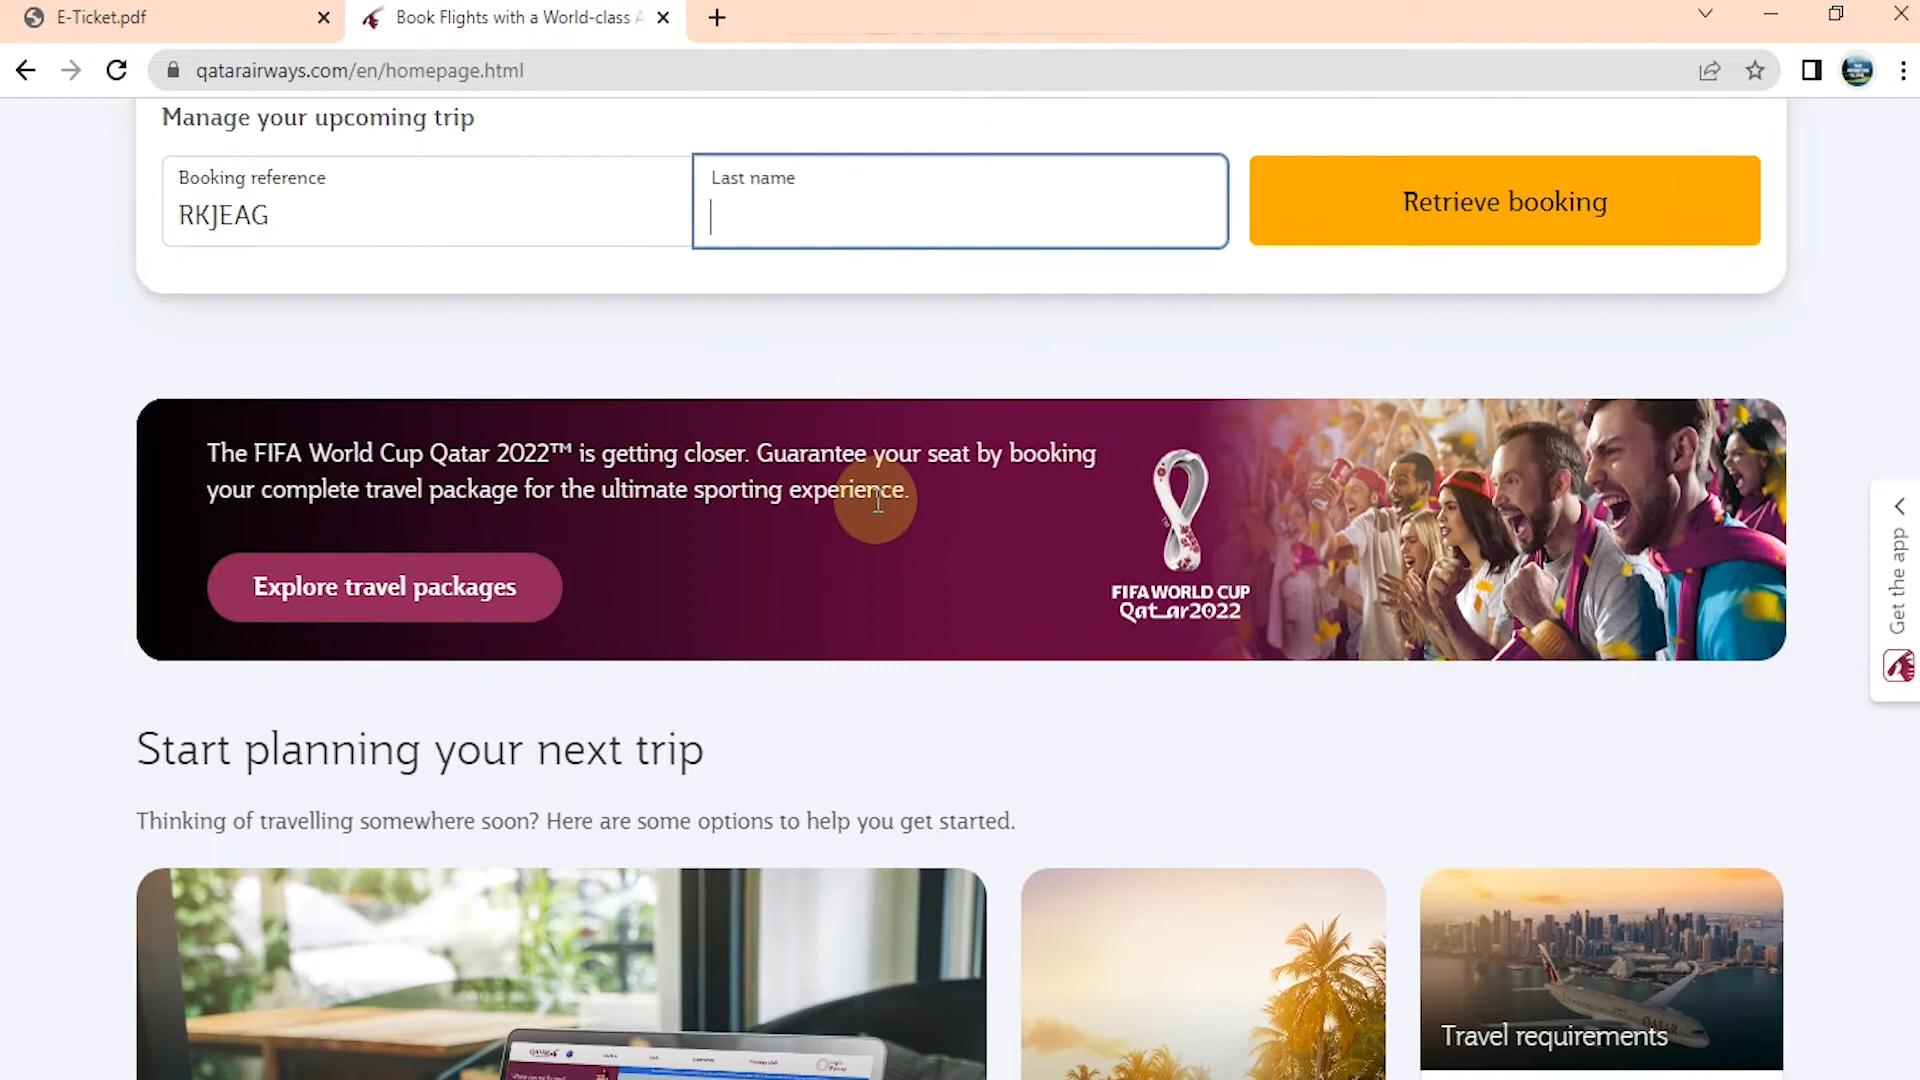 E-Ticket.pdf
Book Flights with a World-class A
qatarairways.com/en/homepage.html
Manage your upcoming trip
Booking reference
RKJEAG
Last name
Retrieve booking
The FIFA World Cup Qatar 2022™ is getting closer. Guarantee your seat by booking
your complete travel package for the ultimate sporting experience.
Explore travel packages
FIFA WORLD CUP
Qatar2022
Get the app
Start planning your next trip
Thinking of travelling somewhere soon? Here are some options to help you get started.
QATAR
Travel requirements